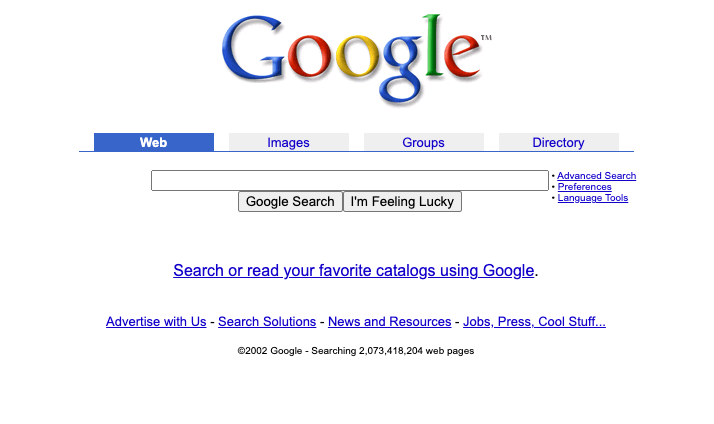 Google™
Web Images Groups Directory
• Advanced Search
• Preferences
• Language Tools
Google Search I'm Feeling Lucky
Search or read your favorite catalogs using Google.
Advertise with Us - Search Solutions - News and Resources - Jobs, Press, Cool Stuff...
©2002 Google - Searching 2,073,418,204 web pages